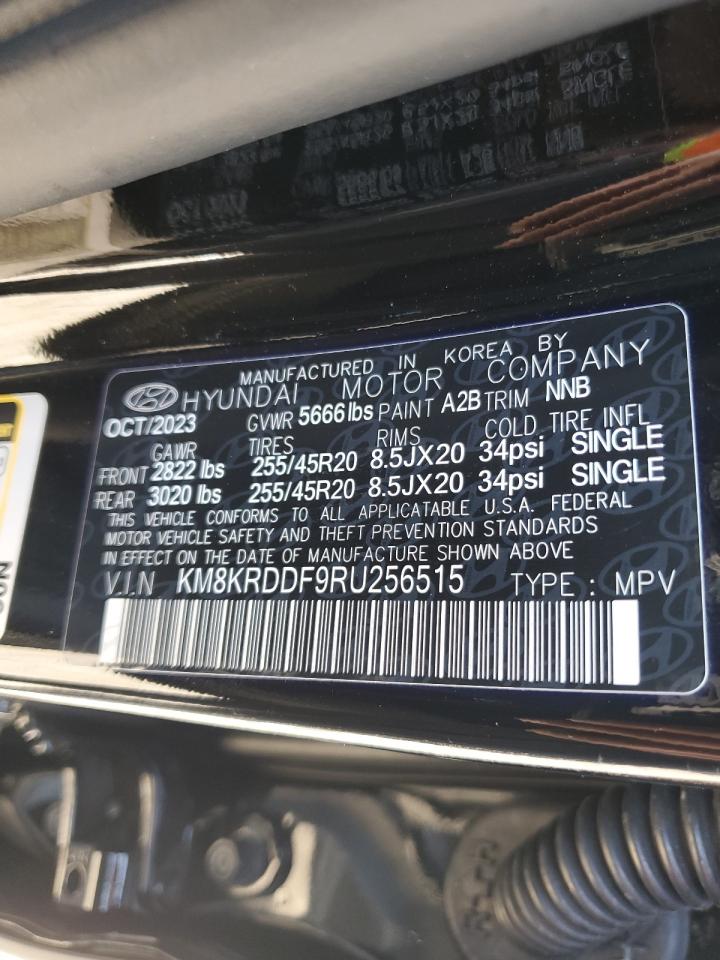 MANUFACTURED IN KOREA BY
HYUNDAI MOTOR COMPANY
OCT/2023 GVWR 5666 lbs PAINT A2B TRIM NNB
GAWR TIRES RIMS COLD TIRE INFL
FRONT 2822 lbs 255/45R20 8.5JX20 34psi SINGLE
REAR 3020 lbs 255/45R20 8.5JX20 34psi SINGLE
THIS VEHICLE CONFORMS TO ALL APPLICATABLE U.S.A. FEDERAL
MOTOR VEHICLE SAFETY AND THEFT PREVENTION STANDARDS
IN EFFECT ON THE DATE OF MANUFACTURE SHOWN ABOVE
V.I.N KM8KRDDF9RU256515 TYPE : MPV